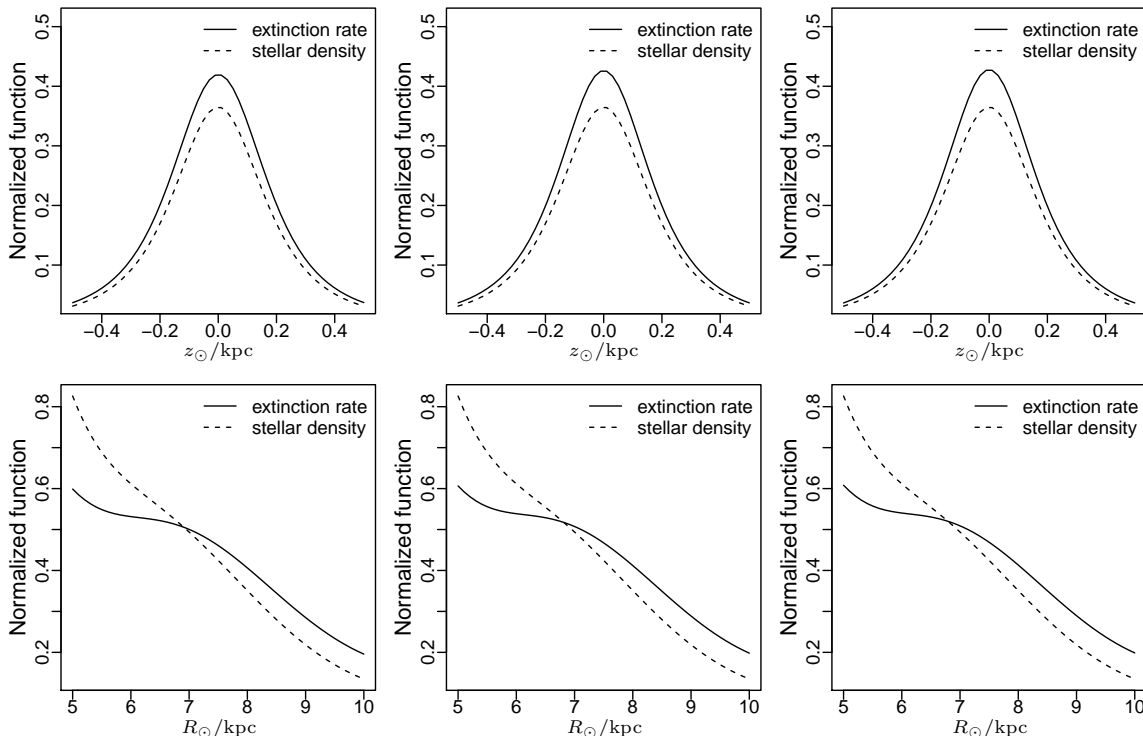 Normalized function
0.1 0.2 0.3 0.4 0.5
extinction rate
stellar density
−0.4 −0.2 0.0 0.2 0.4
z⊙/kpc
Normalized function
0.1 0.2 0.3 0.4 0.5
extinction rate
stellar density
−0.4 −0.2 0.0 0.2 0.4
z⊙/kpc
Normalized function
0.1 0.2 0.3 0.4 0.5
extinction rate
stellar density
−0.4 −0.2 0.0 0.2 0.4
z⊙/kpc
Normalized function
0.2 0.4 0.6 0.8
extinction rate
stellar density
5 6 7 8 9 10
R⊙/kpc
Normalized function
0.2 0.4 0.6 0.8
extinction rate
stellar density
5 6 7 8 9 10
R⊙/kpc
Normalized function
0.2 0.4 0.6 0.8
extinction rate
stellar density
5 6 7 8 9 10
R⊙/kpc